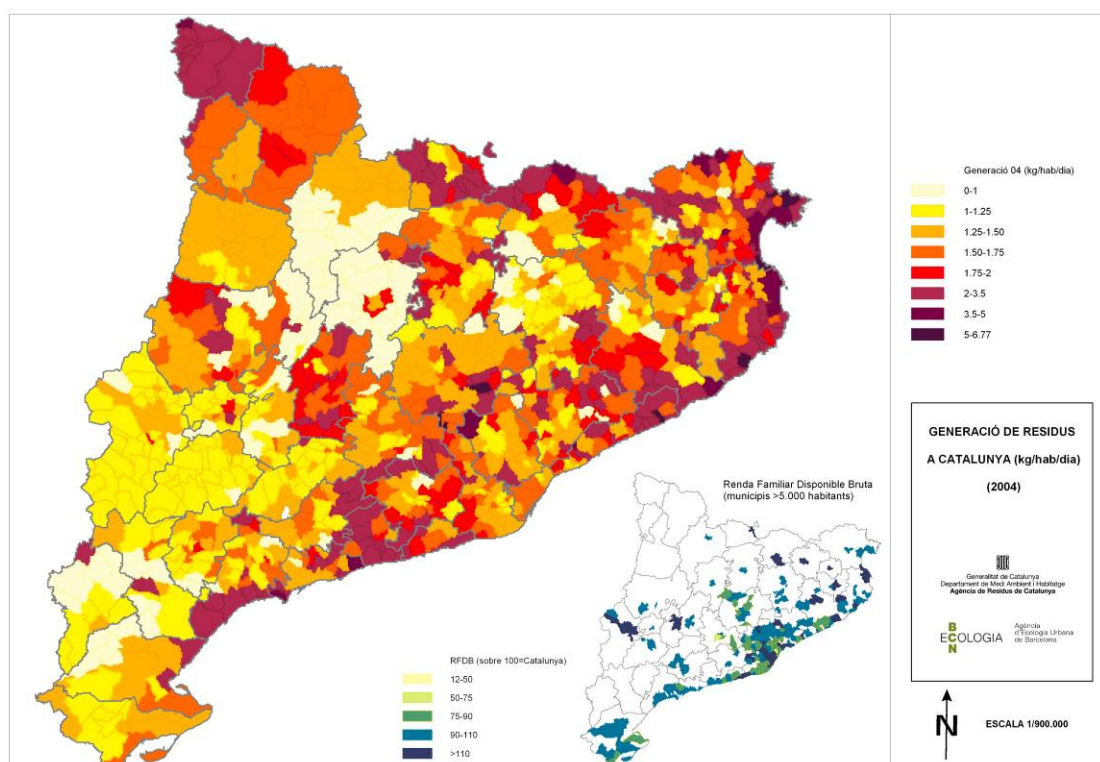 Generació 04 (kg/hab/dia)
0-1
1-1.25
1.25-1.50
1.50-1.75
1.75-2
2-3.5
3.5-5
5-6.77
GENERACIÓ DE RESIDUS
A CATALUNYA (kg/hab/dia)
(2004)
Generalitat de Catalunya
Departament de Medi Ambient i Habitatge
Agència de Residus de Catalunya
BCN
ECOLOGIA
Agència
d'Ecologia Urbana
de Barcelona
N
ESCALA 1/900.000
Renda Familiar Disponible Bruta
(municipis >5.000 habitants)
RFDB (sobre 100=Catalunya)
12-50
50-75
75-90
90-110
>110